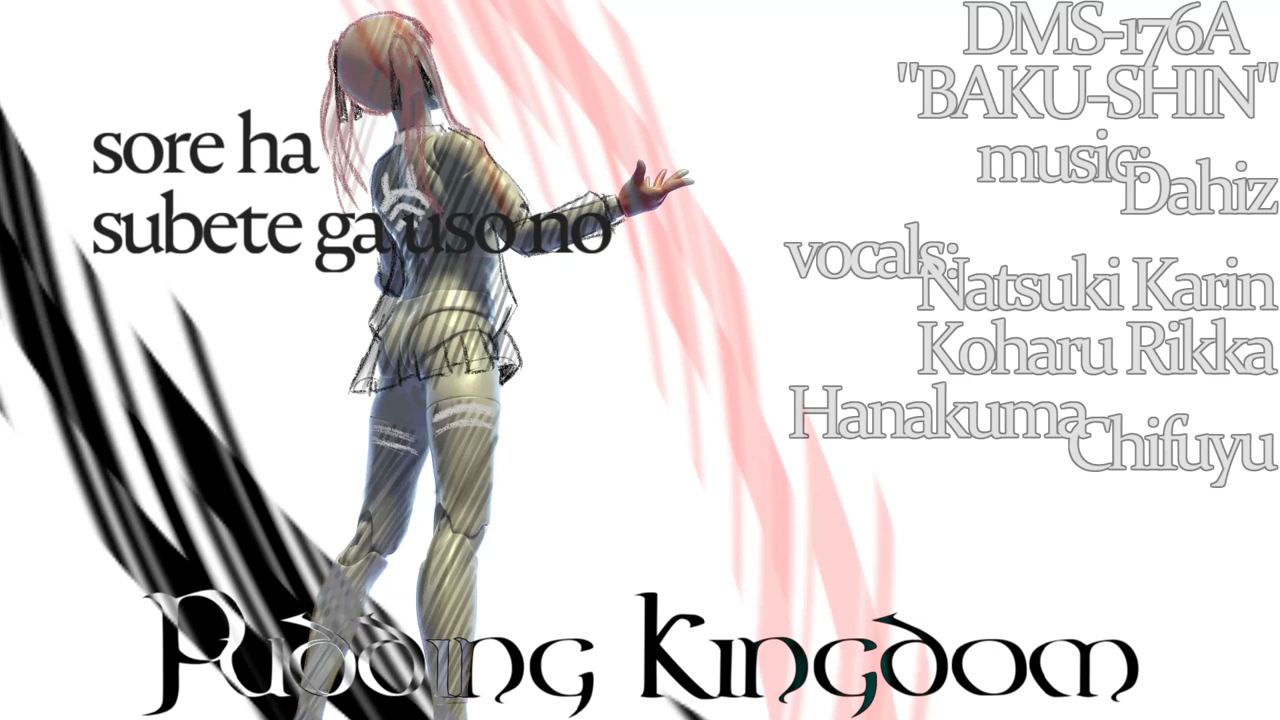 sore ha
subete ga uso no
DMS-176A
"BAKU-SHIN"
music:
Dahiz
vocals:
Natsuki Karin
Koharu Rikka
Hanakuma
Chifuyu
Pudding Kingdom